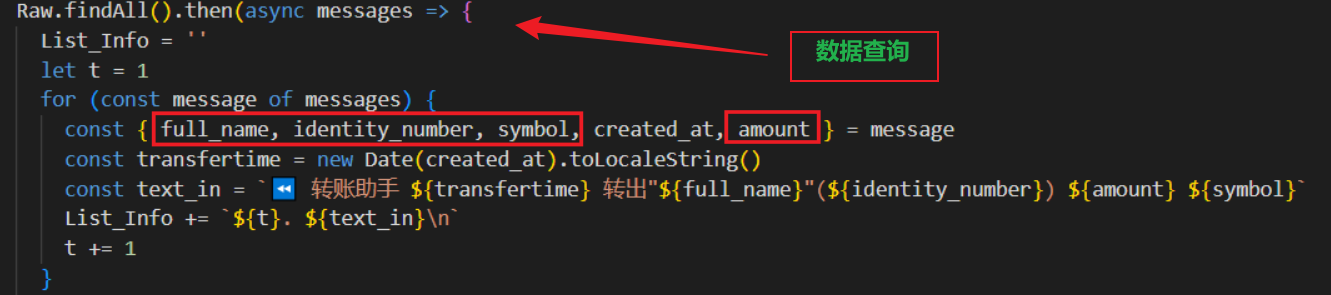 Raw.findAll().then(async messages => {
数据查询
List_Info = ''
let t = 1
for (const message of messages) {
const { full_name, identity_number, symbol, created_at, amount } = message
const transfertime = new Date(created_at).toLocaleString()
const text_in = `⏪ 转账助手 ${transfertime} 转出"${full_name}"(${identity_number}) ${amount} ${symbol}`
List_Info += `${t}. ${text_in}\n`
t += 1
}